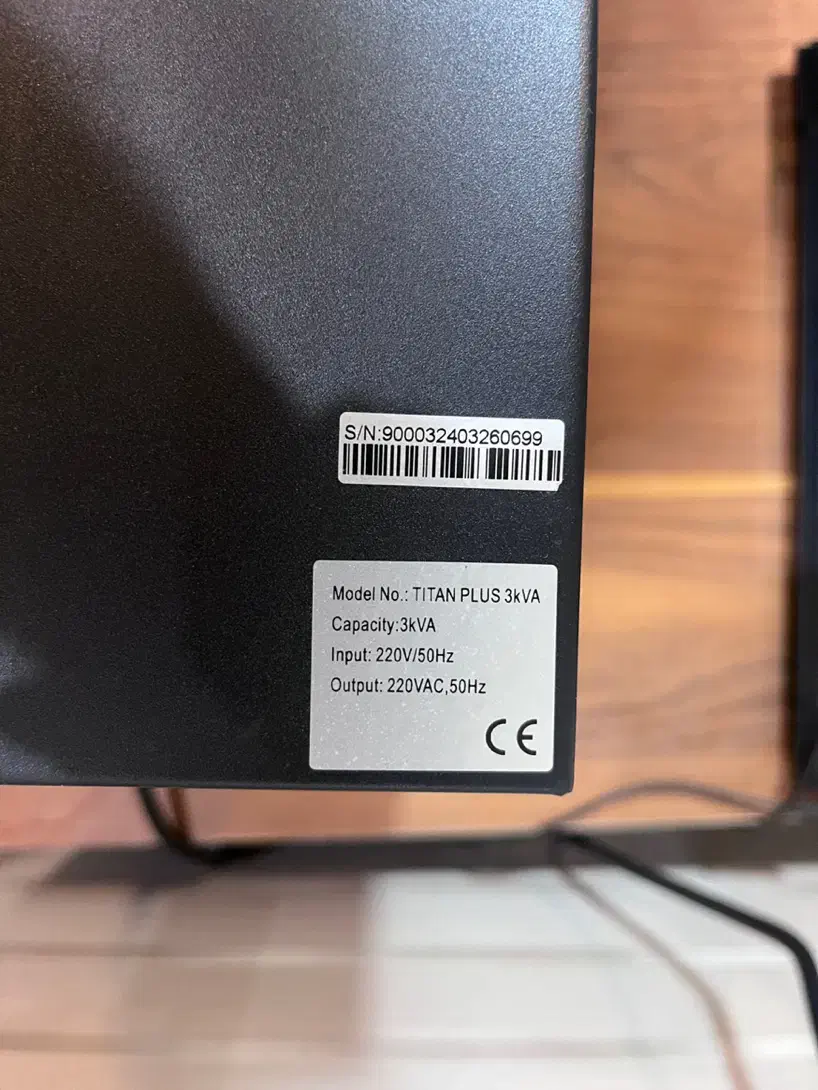 S/N:900032403260699
Model No.: TITAN PLUS 3kVA
Capacity:3kVA
Input: 220V/50Hz
Output: 220VAC,50Hz
CE